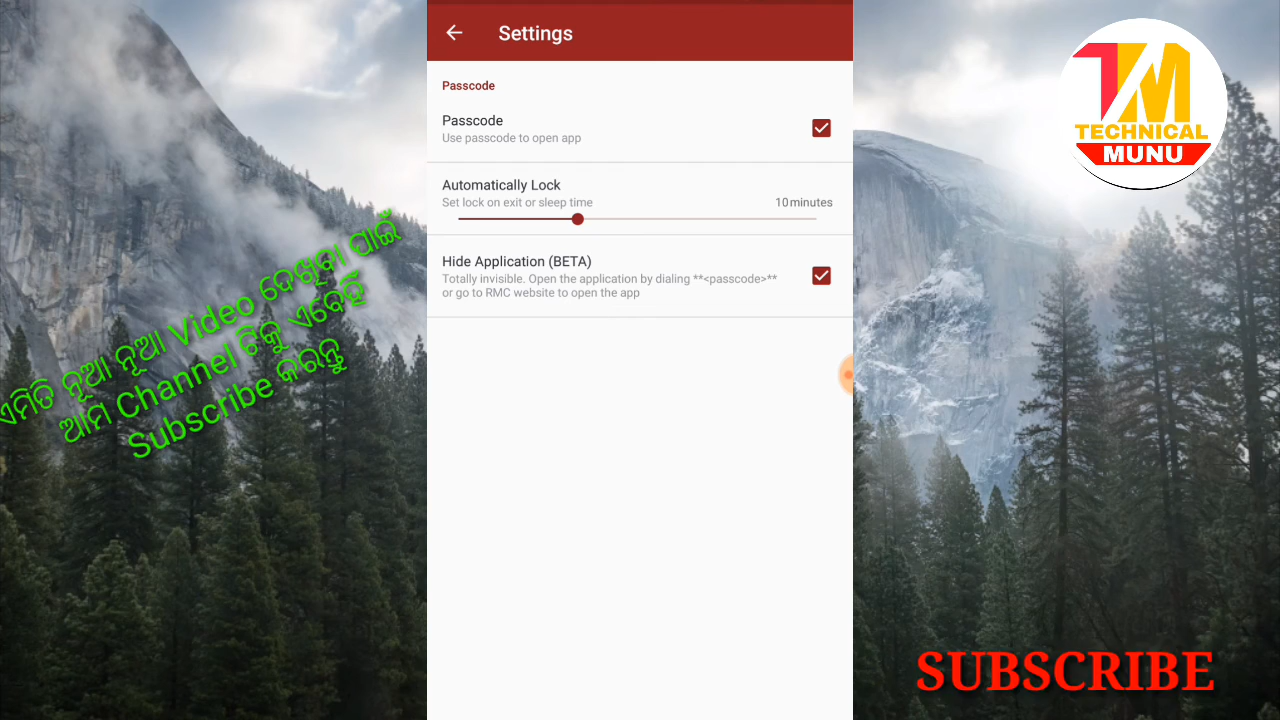 Settings
Passcode
Passcode
Use passcode to open app
Automatically Lock
Set lock on exit or sleep time
10 minutes
Hide Application (BETA)
Totally invisible. Open the application by dialing **<passcode>**
or go to RMC website to open the app
ଏମିତି ନୂଆ ନୂଆ Video ଦେଖିବା ପାଇଁ
ଆମ Channel ଟିକୁ ଏବେହିଁ
Subscribe କରନ୍ତୁ
TM
TECHNICAL
MUNU
SUBSCRIBE